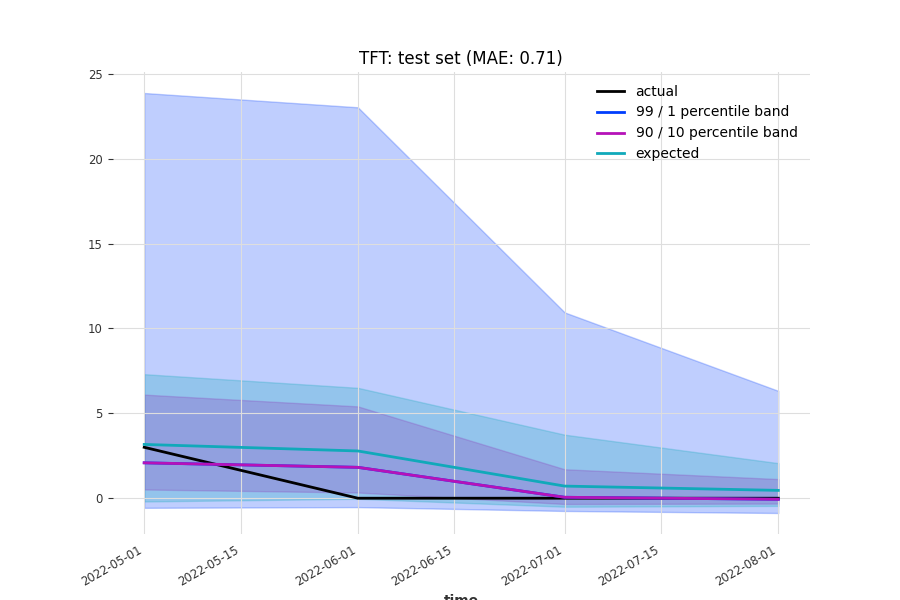 TFT: test set (MAE: 0.71)
25
20
15
10
5
0
actual
99 / 1 percentile band
90 / 10 percentile band
expected
2022-05-01
2022-05-15
2022-06-01
2022-06-15
2022-07-01
2022-07-15
2022-08-01
time